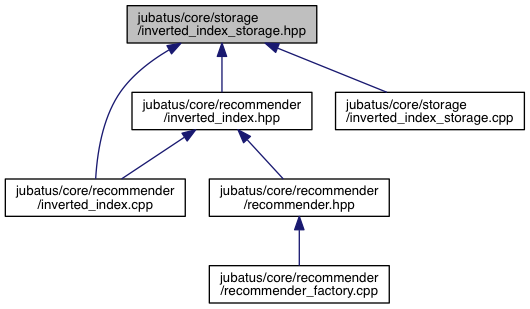 jubatus/core/storage
/inverted_index_storage.hpp
jubatus/core/recommender
/inverted_index.hpp
jubatus/core/storage
/inverted_index_storage.cpp
jubatus/core/recommender
/inverted_index.cpp
jubatus/core/recommender
/recommender.hpp
jubatus/core/recommender
/recommender_factory.cpp